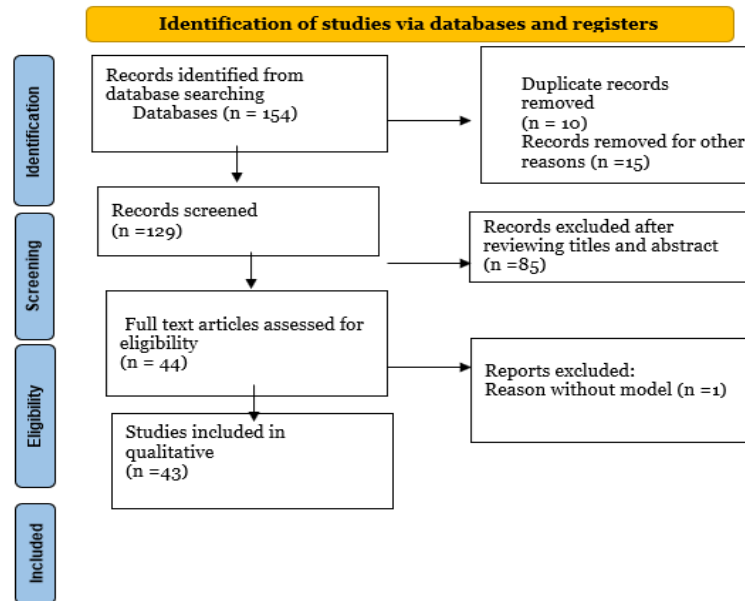 Identification of studies via databases and registers
Identification
Records identified from
database searching
Databases (n = 154)
Duplicate records
removed
(n = 10)
Records removed for other
reasons (n =15)
Screening
Records screened
(n =129)
Records excluded after
reviewing titles and abstract
(n =85)
Full text articles assessed for
eligibility
(n = 44)
Eligibility
Reports excluded:
Reason without model (n =1)
Studies included in
qualitative
(n =43)
Included